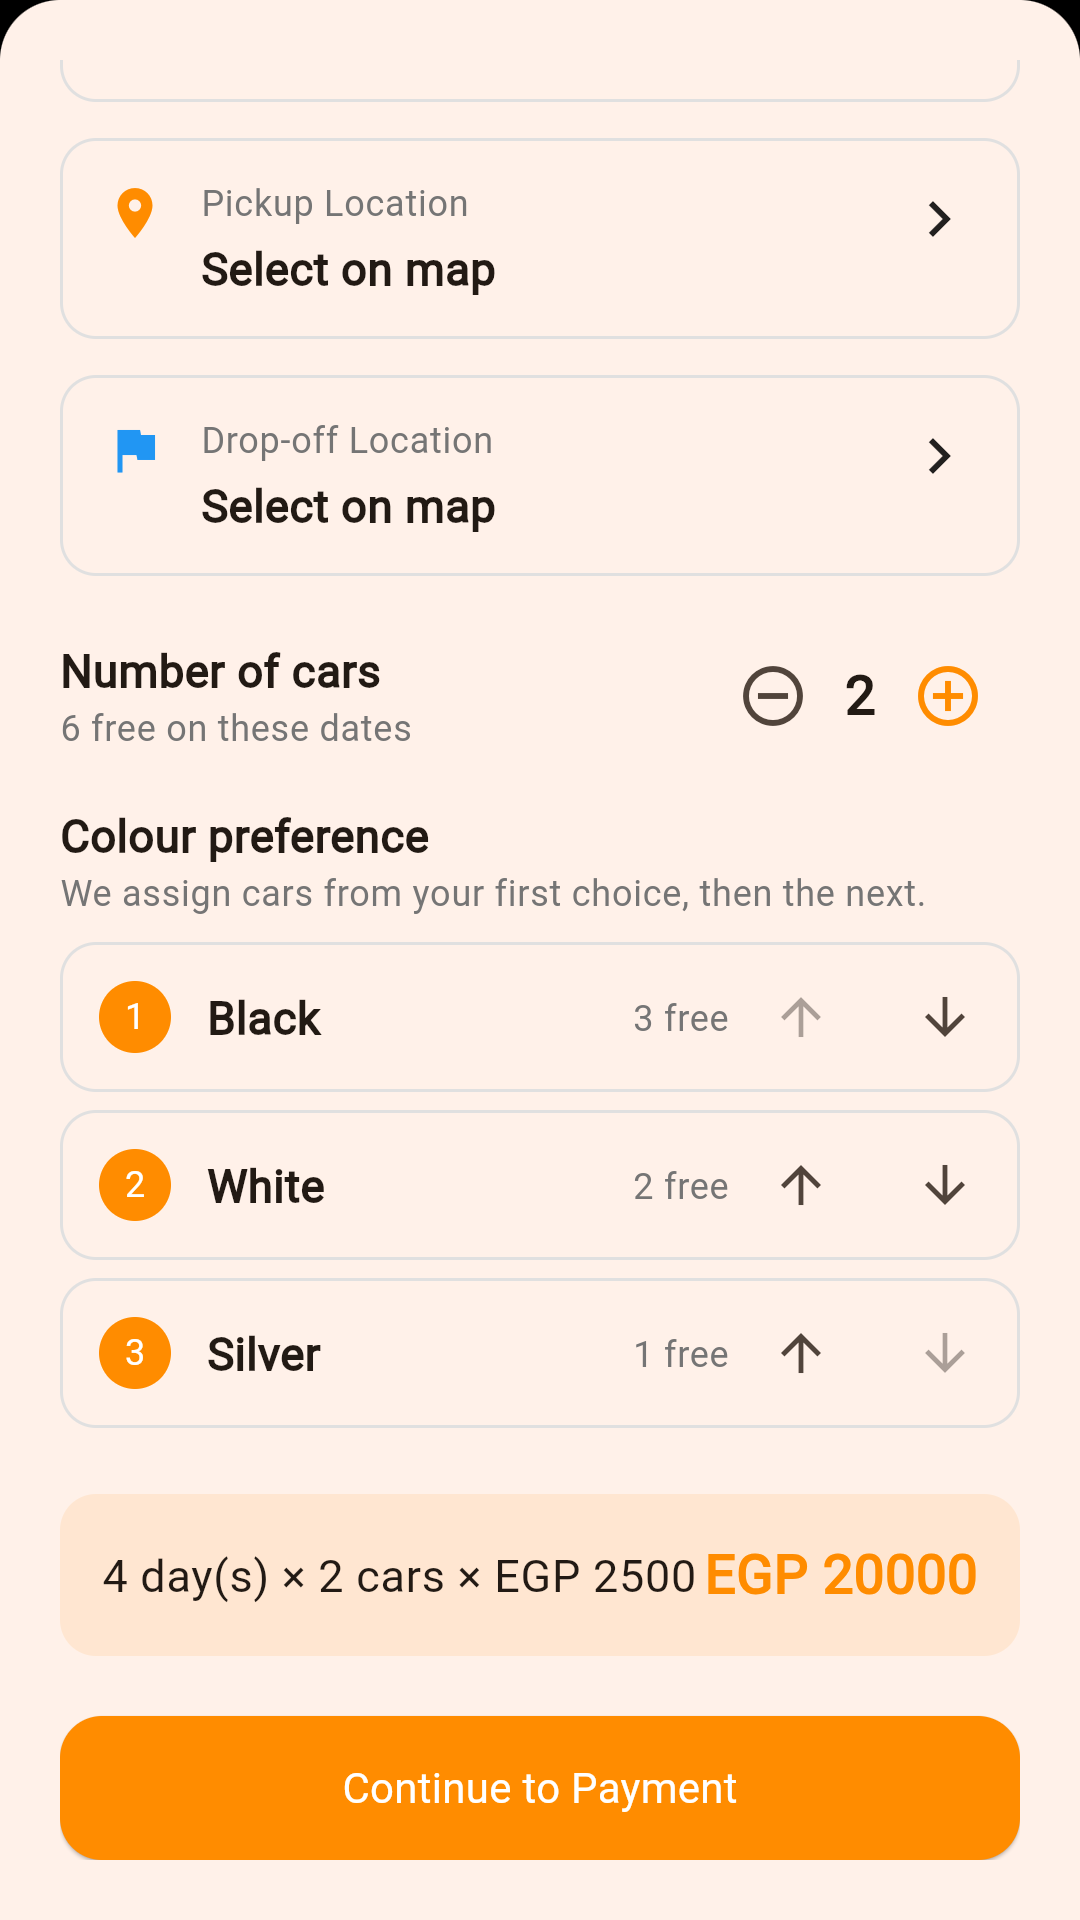 Pickup Location
Select on map
Drop-off Location
Select on map
Number of cars
6 free on these dates
2
Colour preference
We assign cars from your first choice, then the next.
1 Black 3 free
2 White 2 free
3 Silver 1 free
4 day(s) × 2 cars × EGP 2500 EGP 20000
Continue to Payment